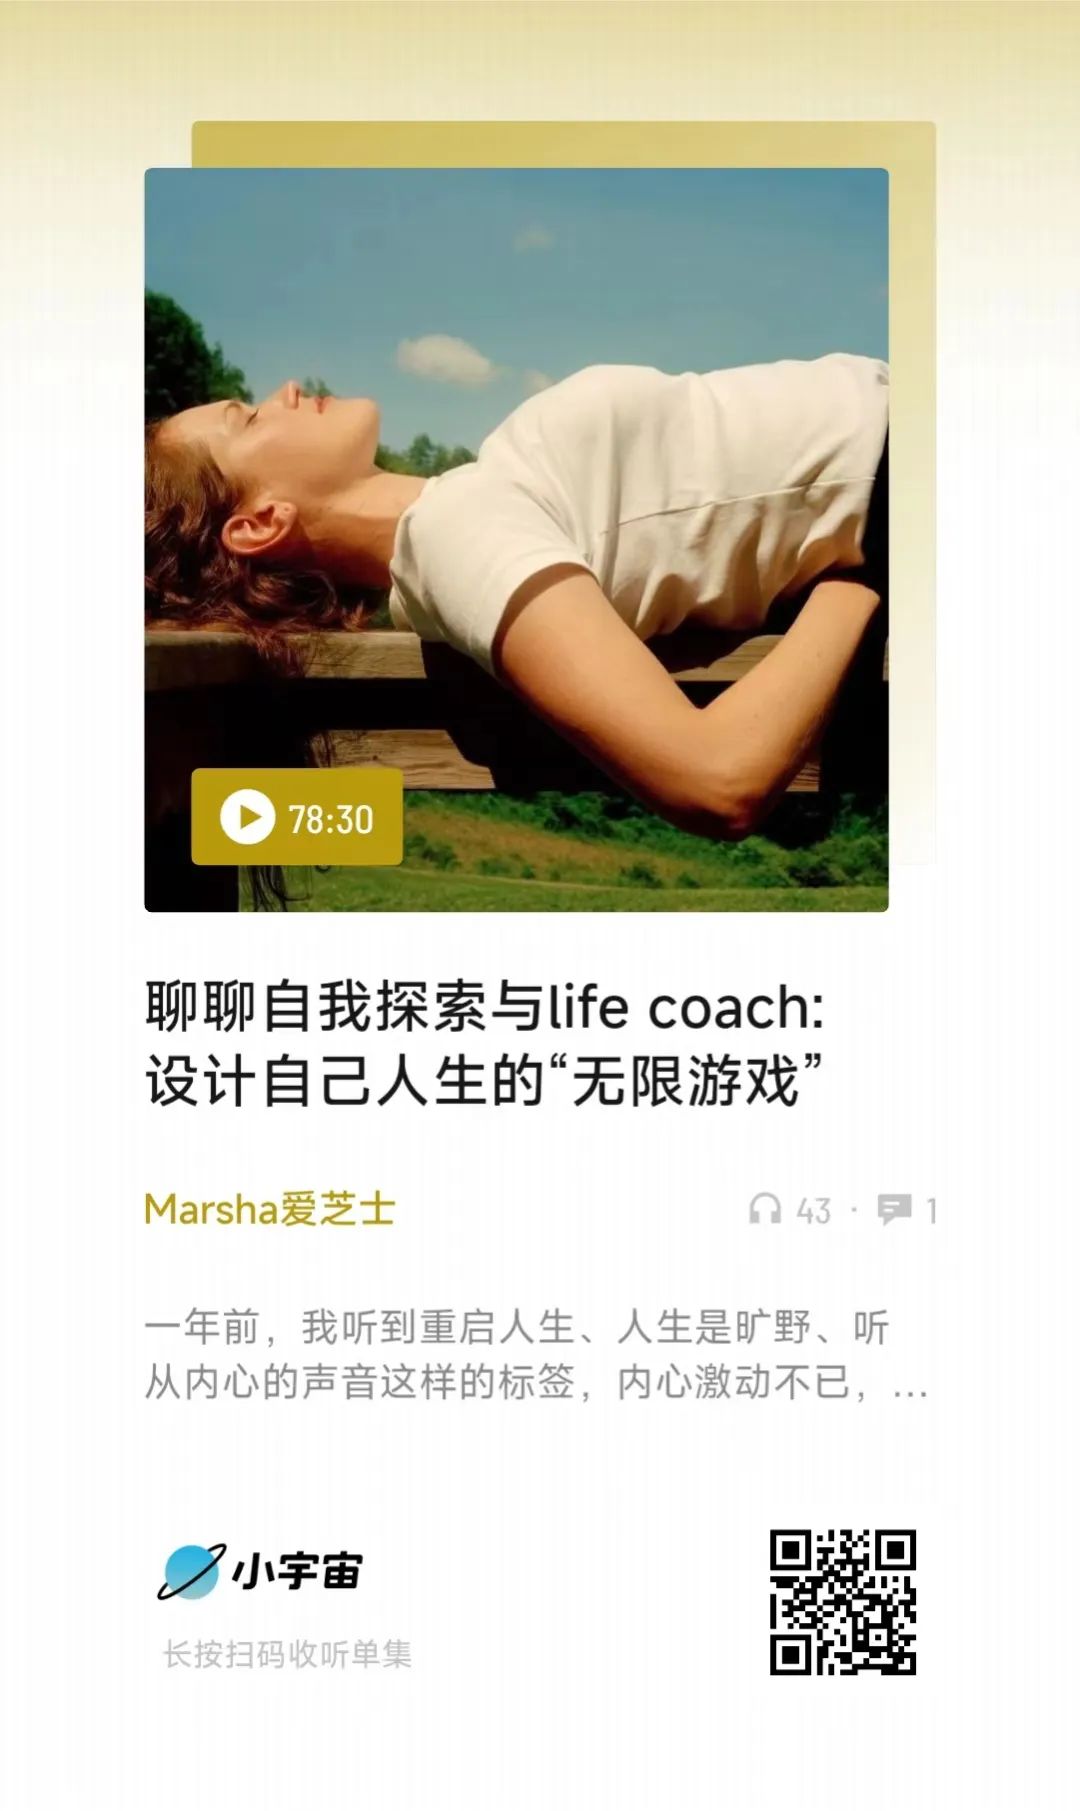 78:30
聊聊自我探索与life coach:
设计自己人生的“无限游戏”
Marsha爱芝士
43 · 1
一年前，我听到重启人生、人生是旷野、听
从内心的声音这样的标签，内心激动不已，...
小宇宙
长按扫码收听单集